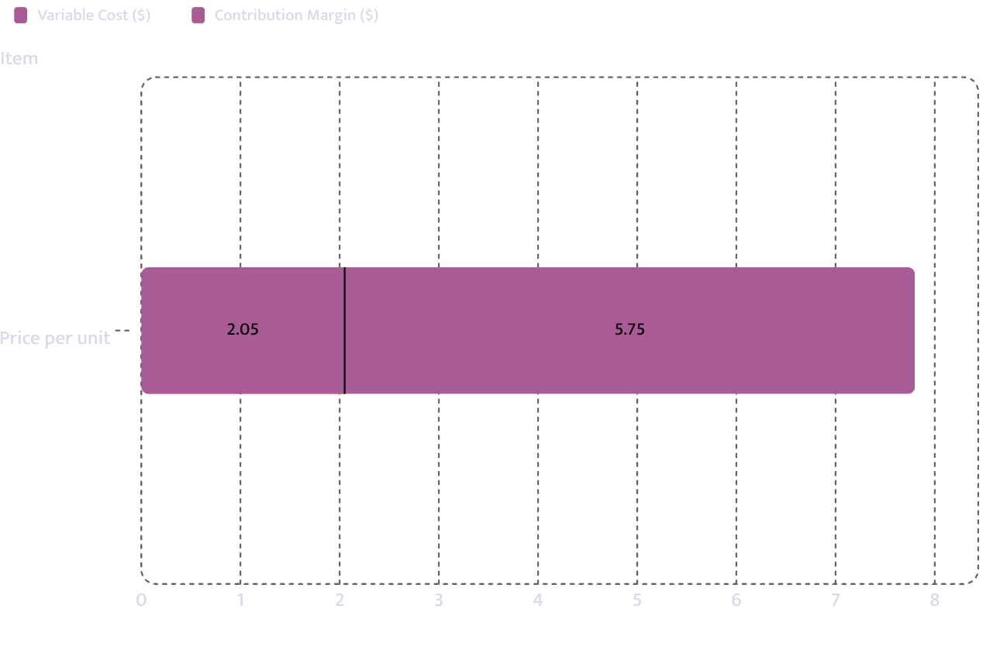 Variable Cost ($) Contribution Margin ($)
Item
2.05 5.75
Price per unit
0 1 2 3 4 5 6 7 8